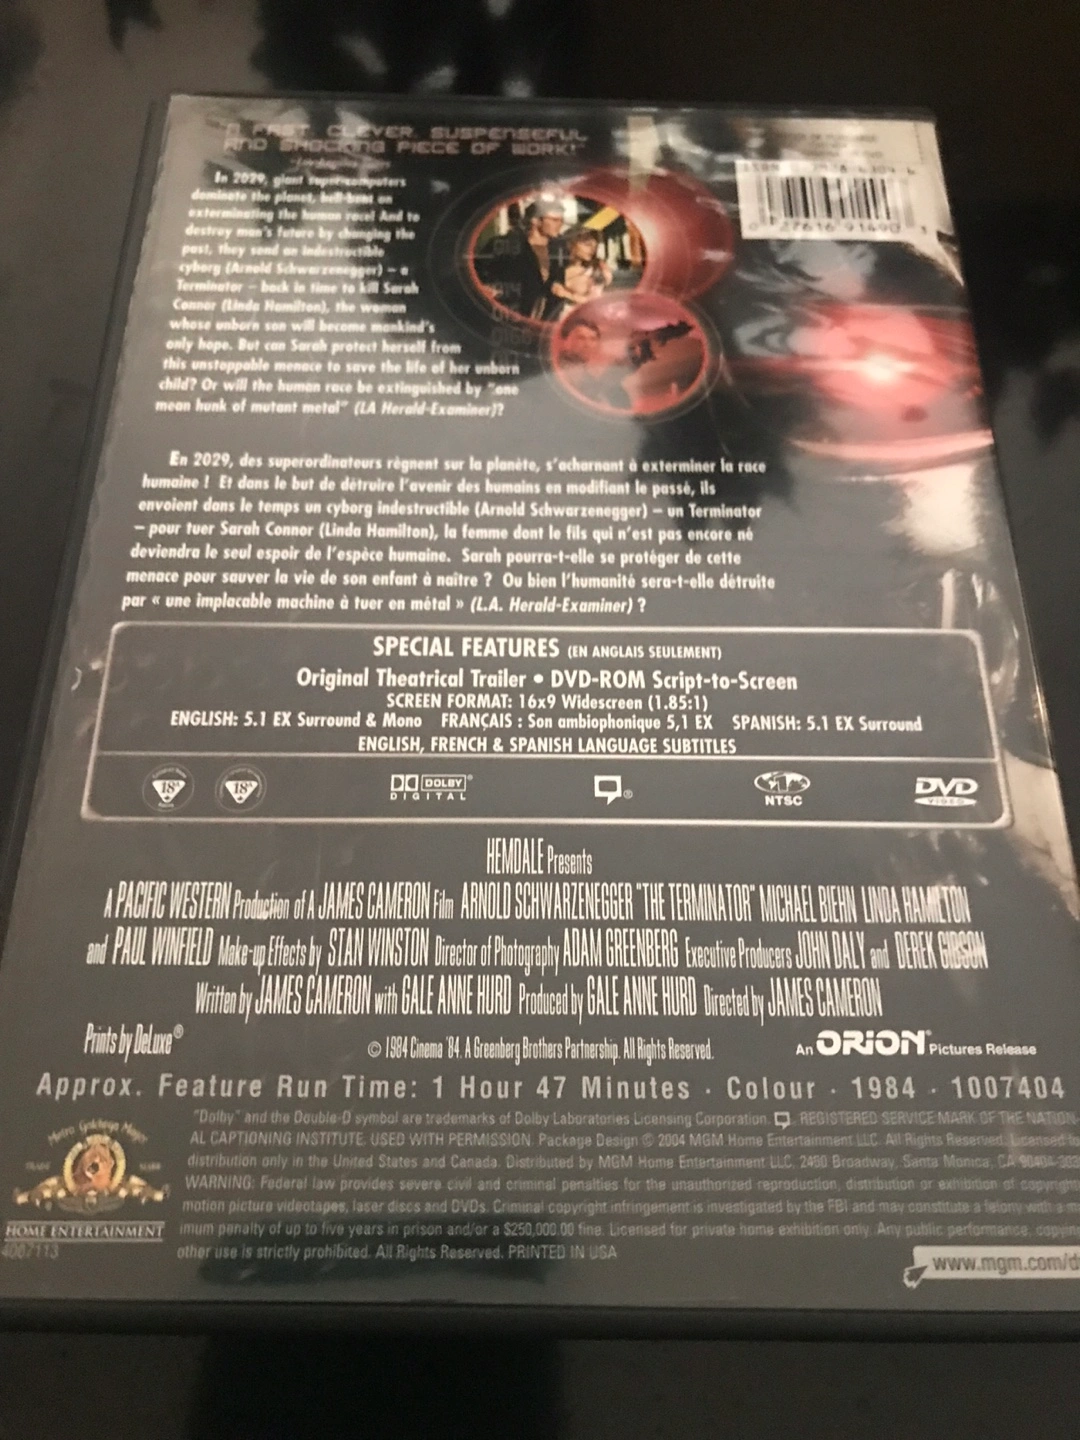 "A FAST, CLEVER, SUSPENSEFUL
AND SHOCKING PIECE OF WORK!"
In 2029, giant super-computers
dominate the planet, hell-bent on
exterminating the human race! And to
destroy man's future by changing the
past, they send an indestructible
cyborg (Arnold Schwarzenegger) – a
Terminator – back in time to kill Sarah
Connor (Linda Hamilton), the woman
whose unborn son will become mankind's
only hope. But can Sarah protect herself from
this unstoppable menace to save the life of her unborn
child? Or will the human race be extinguished by "one
mean hunk of mutant metal" (LA Herald-Examiner)?
ISBN
27616 91490
En 2029, des superordinateurs règnent sur la planète, s'acharnant à exterminer la race
humaine ! Et dans le but de détruire l'avenir des humains en modifiant le passé, ils
envoient dans le temps un cyborg indestructible (Arnold Schwarzenegger) – un Terminator
– pour tuer Sarah Connor (Linda Hamilton), la femme dont le fils qui n'est pas encore né
deviendra le seul espoir de l'espèce humaine. Sarah pourra-t-elle se protéger de cette
menace pour sauver la vie de son enfant à naître ? Ou bien l'humanité sera-t-elle détruite
par « une implacable machine à tuer en métal » (L.A. Herald-Examiner) ?
SPECIAL FEATURES (EN ANGLAIS SEULEMENT)
Original Theatrical Trailer • DVD-ROM Script-to-Screen
SCREEN FORMAT: 16x9 Widescreen (1.85:1)
ENGLISH: 5.1 EX Surround & Mono FRANÇAIS : Son ambiophonique 5,1 EX SPANISH: 5.1 EX Surround
ENGLISH, FRENCH & SPANISH LANGUAGE SUBTITLES
18A 18A DOLBY® DIGITAL ® NTSC DVD VIDEO
HEMDALE Presents
A PACIFIC WESTERN Production of A JAMES CAMERON Film ARNOLD SCHWARZENEGGER "THE TERMINATOR" MICHAEL BIEHN LINDA HAMILTON
and PAUL WINFIELD Make-up Effects by STAN WINSTON Director of Photography ADAM GREENBERG Executive Producers JOHN DALY and DEREK GIBSON
Written by JAMES CAMERON with GALE ANNE HURD Produced by GALE ANNE HURD Directed by JAMES CAMERON
Prints by DeLuxe® © 1984 Cinema '84. A Greenberg Brothers Partnership. All Rights Reserved. An ORION® Pictures Release
Approx. Feature Run Time: 1 Hour 47 Minutes · Colour · 1984 · 1007404
"Dolby" and the Double-D symbol are trademarks of Dolby Laboratories Licensing Corporation. REGISTERED SERVICE MARK OF THE NATION-
AL CAPTIONING INSTITUTE. USED WITH PERMISSION. Package Design © 2004 MGM Home Entertainment LLC. All Rights Reserved. Licensed for
distribution only in the United States and Canada. Distributed by MGM Home Entertainment LLC, 2450 Broadway, Santa Monica, CA 90404
WARNING: Federal law provides severe civil and criminal penalties for the unauthorized reproduction, distribution or exhibition of copyrigh
motion picture videotapes, laser discs and DVDs. Criminal copyright infringement is investigated by the FBI and may constitute a felony with a m
imum penalty of up to five years in prison and/or a $250,000.00 fine. Licensed for private home exhibition only. Any public performance, copy
other use is strictly prohibited. All Rights Reserved. PRINTED IN USA
Metro Goldwyn Mayer
TRADE MARK
HOME ENTERTAINMENT
4007113
www.mgm.com/d